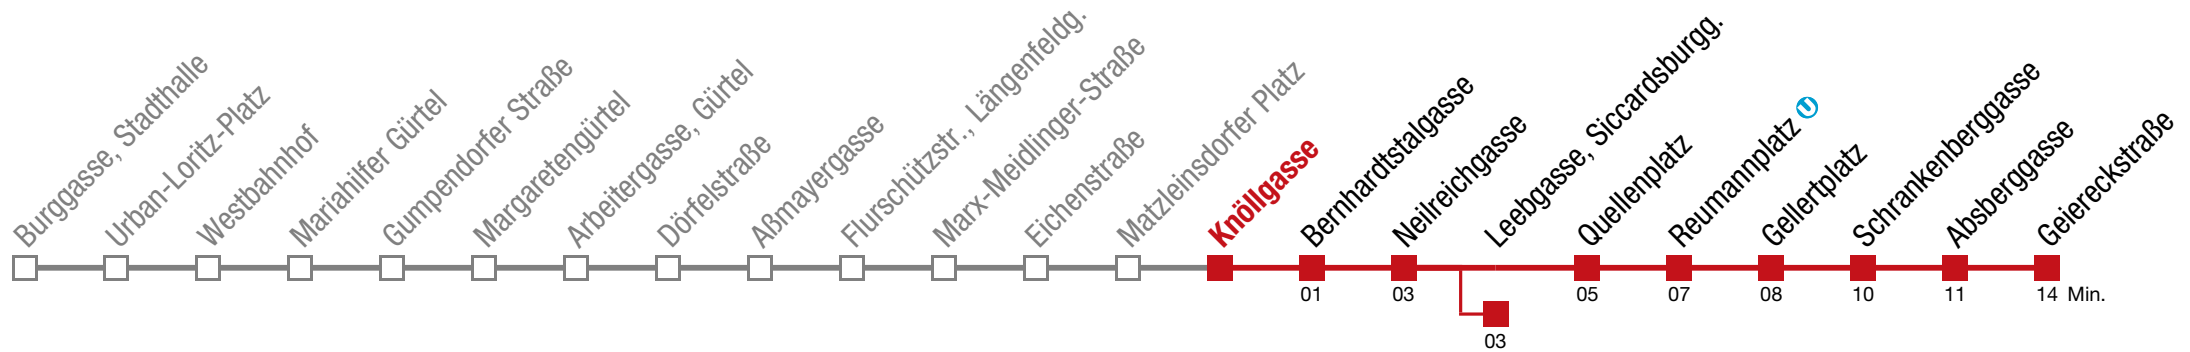 Burggasse, Stadthalle
Urban-Loritz-Platz
Westbahnhof
Mariahilfer Gürtel
Gumpendorfer Straße
Margaretengürtel
Arbeitergasse, Gürtel
Dörfelstraße
Aßmayergasse
Flurschützstr., Längenfeldg.
Marx-Meidlinger-Straße
Eichenstraße
Matzleinsdorfer Platz
Knöllgasse
Bernhardtstalgasse
Neilreichgasse
Leebgasse, Siccardsburgg.
Quellenplatz
Reumannplatz U
Gellertplatz
Schrankenberggasse
Absberggasse
Geiereckstraße
01 03 05 07 08 10 11 14 Min.
03